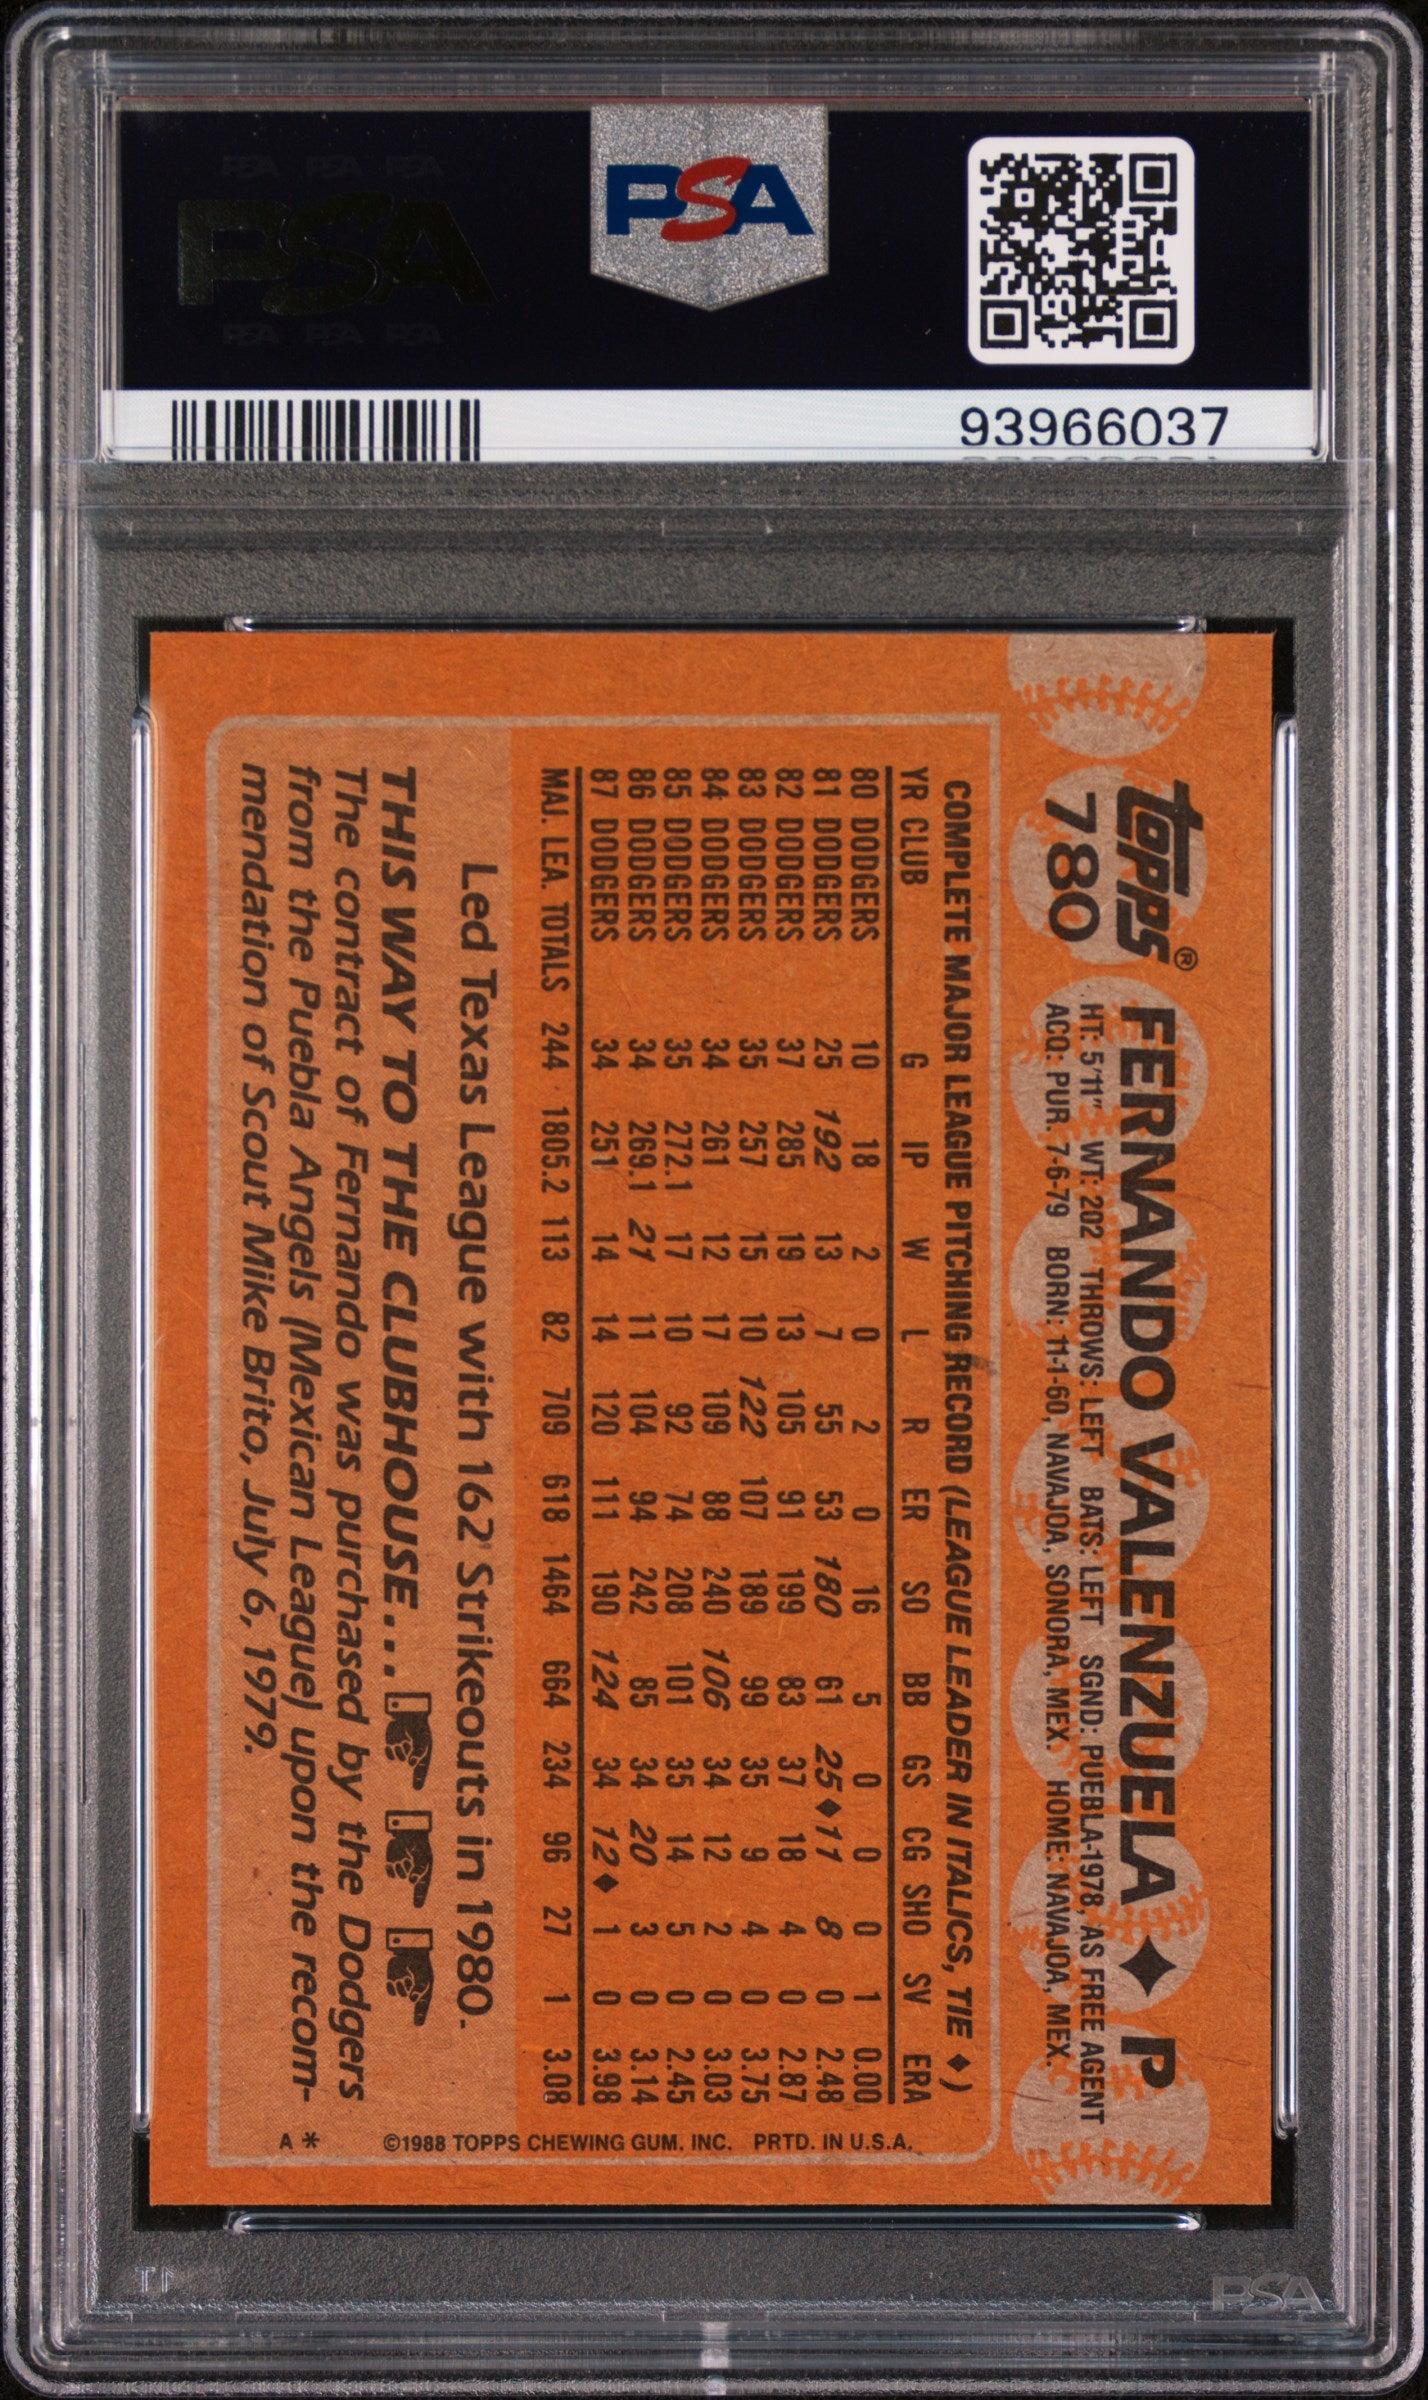 PSA PSA PSA
PSA
PSA PSA PSA
PSA
93966037
topps®
780
FERNANDO VALENZUELA ♦ P
HT: 5'11" WT: 202 THROWS: LEFT BATS: LEFT SGND: PUEBLA-1978, AS FREE AGENT
ACQ: PUR. 7-6-79 BORN: 11-1-60, NAVAJOA, SONORA, MEX. HOME: NAVAJOA, MEX.
COMPLETE MAJOR LEAGUE PITCHING RECORD (LEAGUE LEADER IN ITALICS, TIE ♦)
YR CLUB G IP W L R ER SO BB GS CG SHO SV ERA
80 DODGERS 10 18 2 0 2 0 16 5 0 0 0 1 0.00
81 DODGERS 25 192 13 7 55 53 180 61 25♦11 8 0 2.48
82 DODGERS 37 285 19 13 105 91 199 83 37 18 4 0 2.87
83 DODGERS 35 257 15 10 122 107 189 99 35 9 4 0 3.75
84 DODGERS 34 261 12 17 109 88 240 106 34 12 2 0 3.03
85 DODGERS 35 272.1 17 10 92 74 208 101 35 14 5 0 2.45
86 DODGERS 34 269.1 21 11 104 94 242 85 34 20 3 0 3.14
87 DODGERS 34 251 14 14 120 111 190 124 34 12♦ 1 0 3.98
MAJ. LEA. TOTALS 244 1805.2 113 82 709 618 1464 664 234 96 27 1 3.08
Led Texas League with 162 Strikeouts in 1980.
THIS WAY TO THE CLUBHOUSE . . .
The contract of Fernando was purchased by the Dodgers
from the Puebla Angels (Mexican League) upon the recom-
mendation of Scout Mike Brito, July 6, 1979.
©1988 TOPPS CHEWING GUM, INC. PRTD. IN U.S.A.
A *
PSA